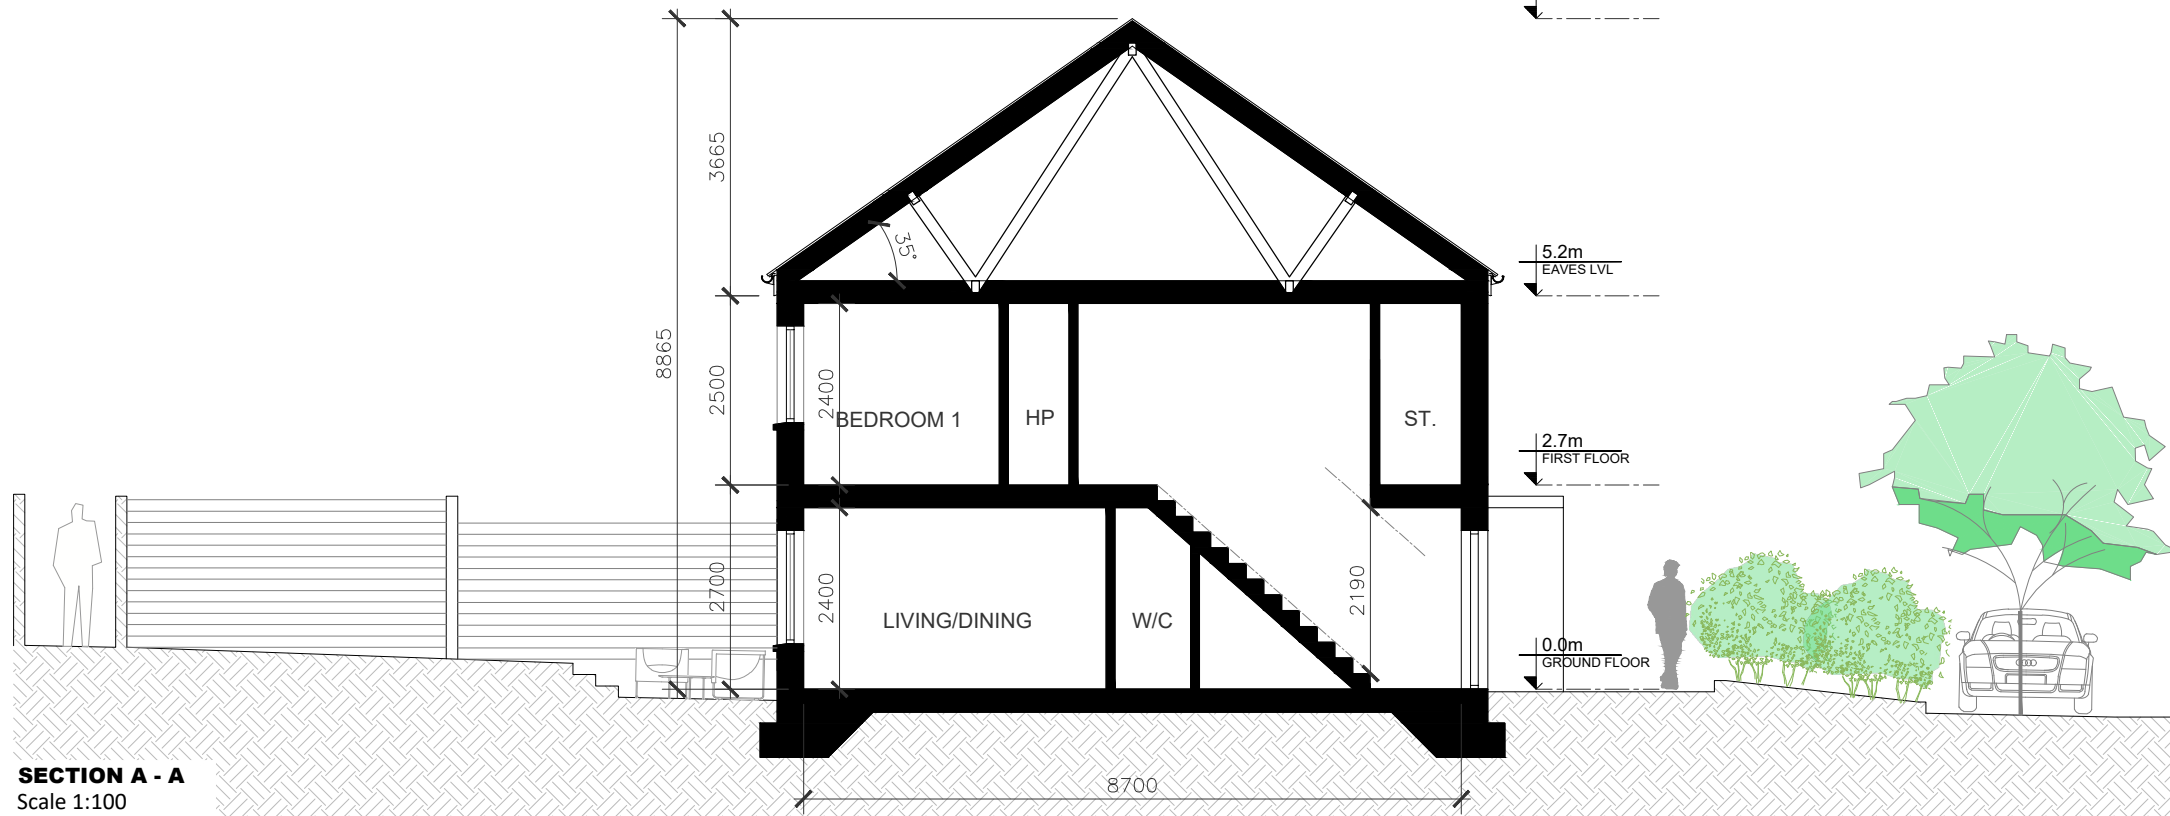 3665
35°
5.2m
EAVES LVL
8865
2500
2400
BEDROOM 1
HP
ST.
2.7m
FIRST FLOOR
2700
2400
LIVING/DINING
W/C
2190
0.0m
GROUND FLOOR
8700
SECTION A - A
Scale 1:100